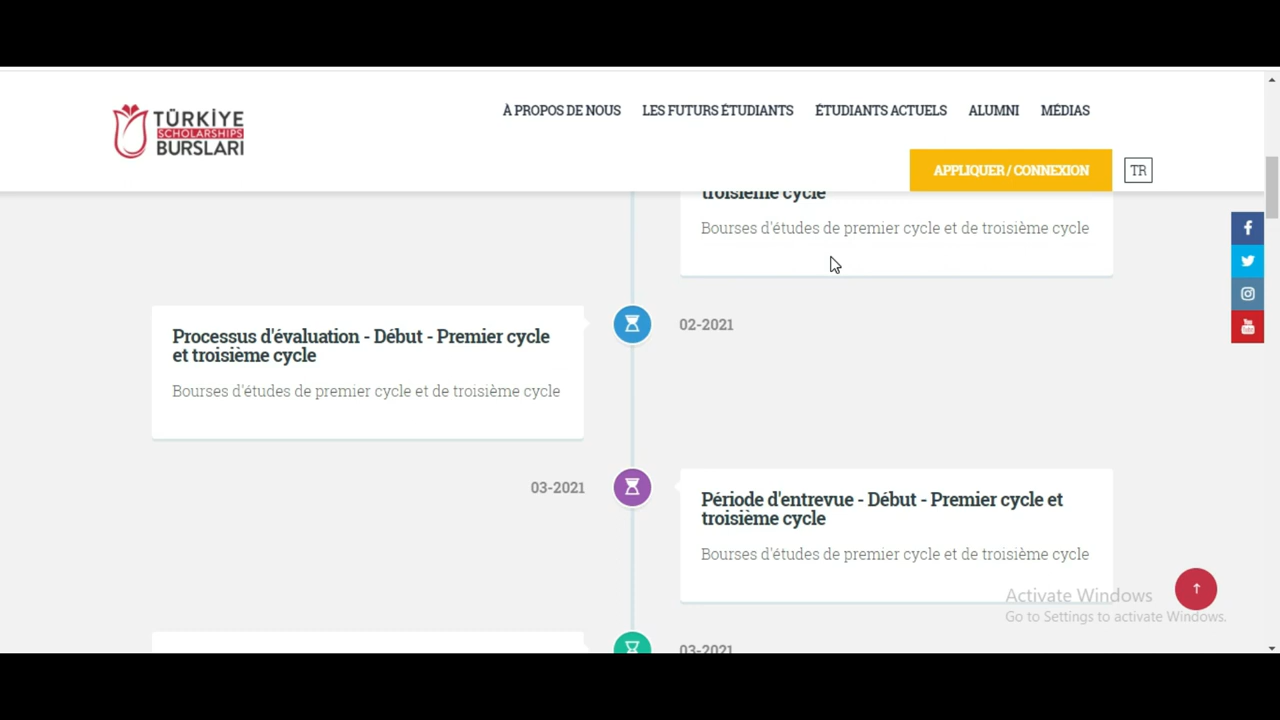 TÜRKİYE
SCHOLARSHIPS
BURSLARI
À PROPOS DE NOUS
LES FUTURS ÉTUDIANTS
ÉTUDIANTS ACTUELS
ALUMNI
MÉDIAS
APPLIQUER / CONNEXION
TR
troisième cycle
Bourses d'études de premier cycle et de troisième cycle
Processus d'évaluation - Début - Premier cycle
et troisième cycle
Bourses d'études de premier cycle et de troisième cycle
02-2021
03-2021
Période d'entrevue - Début - Premier cycle et
troisième cycle
Bourses d'études de premier cycle et de troisième cycle
Activate Windows
Go to Settings to activate Windows.
03-2021